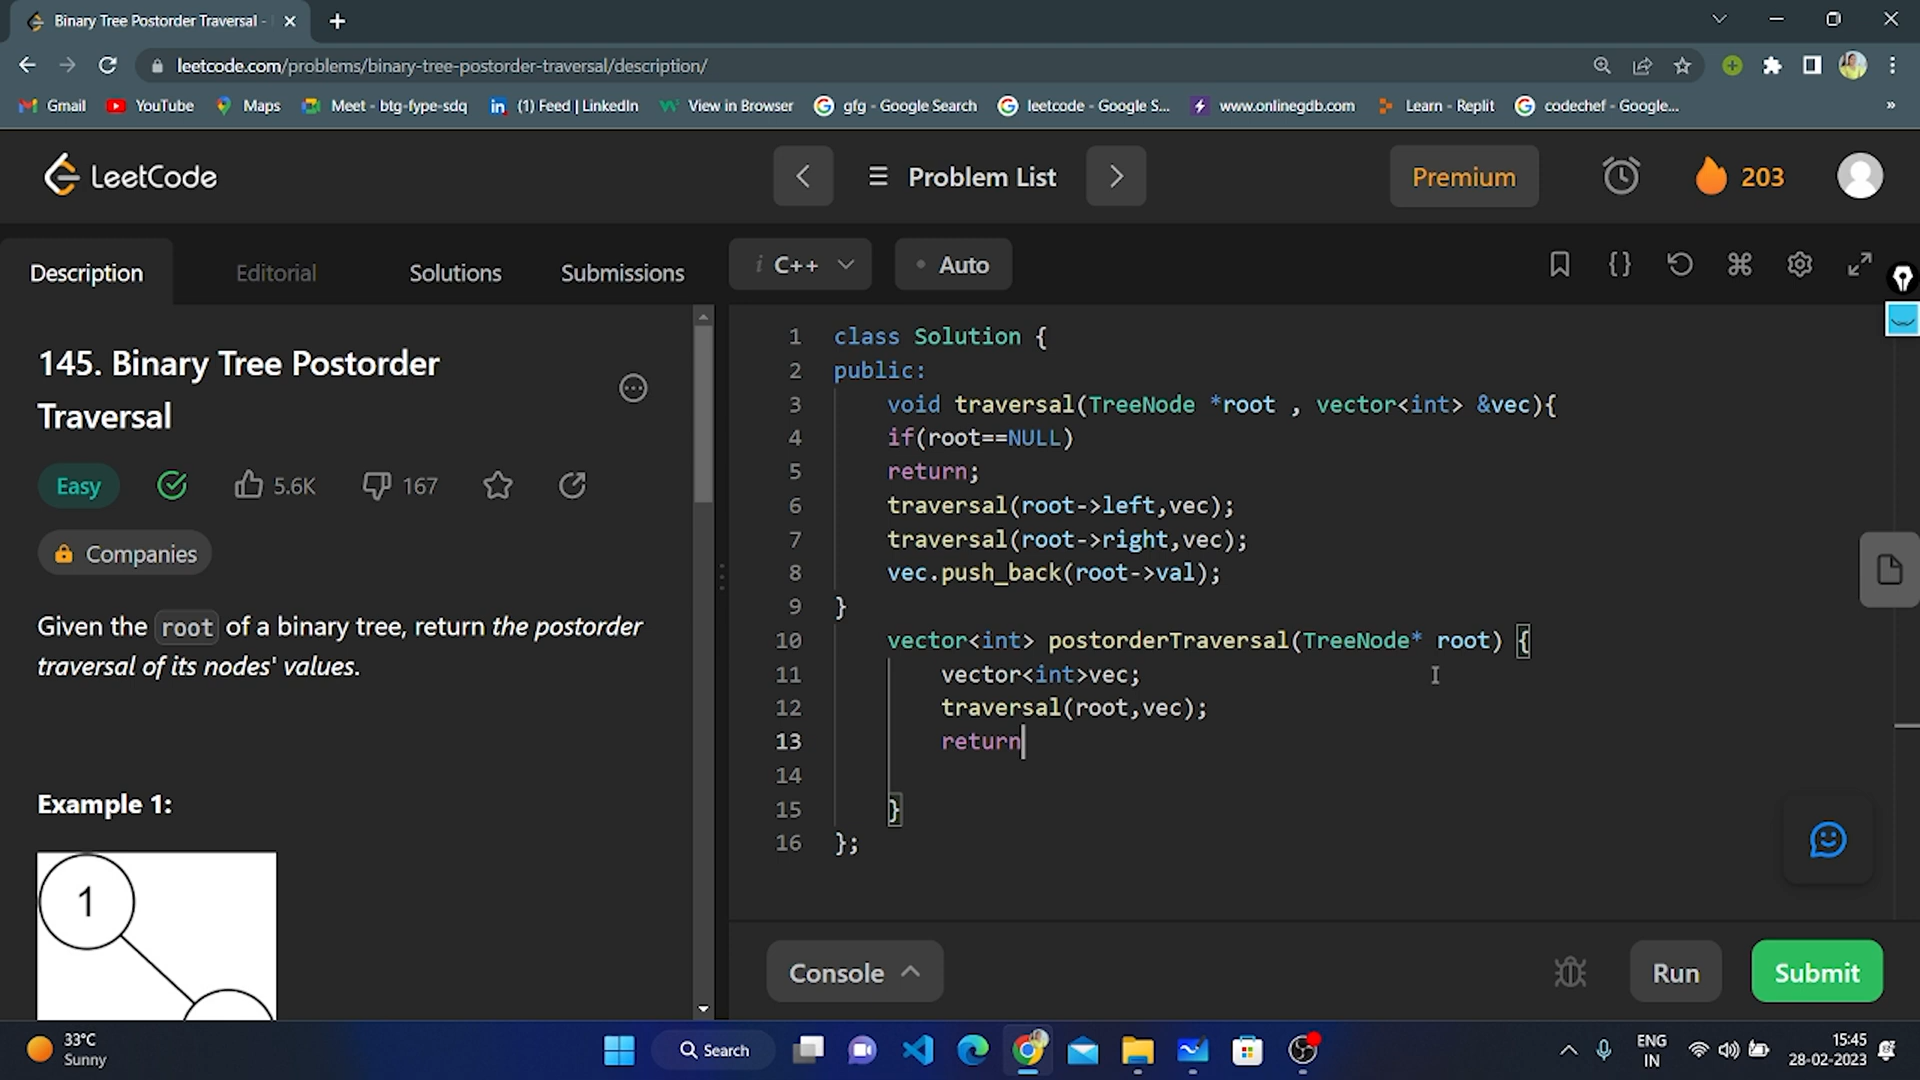 Binary Tree Postorder Traversal -
leetcode.com/problems/binary-tree-postorder-traversal/description/
Gmail YouTube Maps Meet - btg-fype-sdq (1) Feed | LinkedIn View in Browser gfg - Google Search leetcode - Google S... www.onlinegdb.com Learn - Replit codechef - Google... »
LeetCode Problem List Premium 203
Description Editorial Solutions Submissions
i C++ • Auto
145. Binary Tree Postorder
Traversal
Easy 5.6K 167
Companies
Given the root of a binary tree, return the postorder
traversal of its nodes' values.
Example 1:
1
1 class Solution {
2 public:
3 void traversal(TreeNode *root , vector<int> &vec){
4 if(root==NULL)
5 return;
6 traversal(root->left,vec);
7 traversal(root->right,vec);
8 vec.push_back(root->val);
9 }
10 vector<int> postorderTraversal(TreeNode* root) {
11 vector<int>vec;
12 traversal(root,vec);
13 return
14
15 }
16 };
Console Run Submit
33°C
Sunny
Search
ENG
IN
15:45
28-02-2023